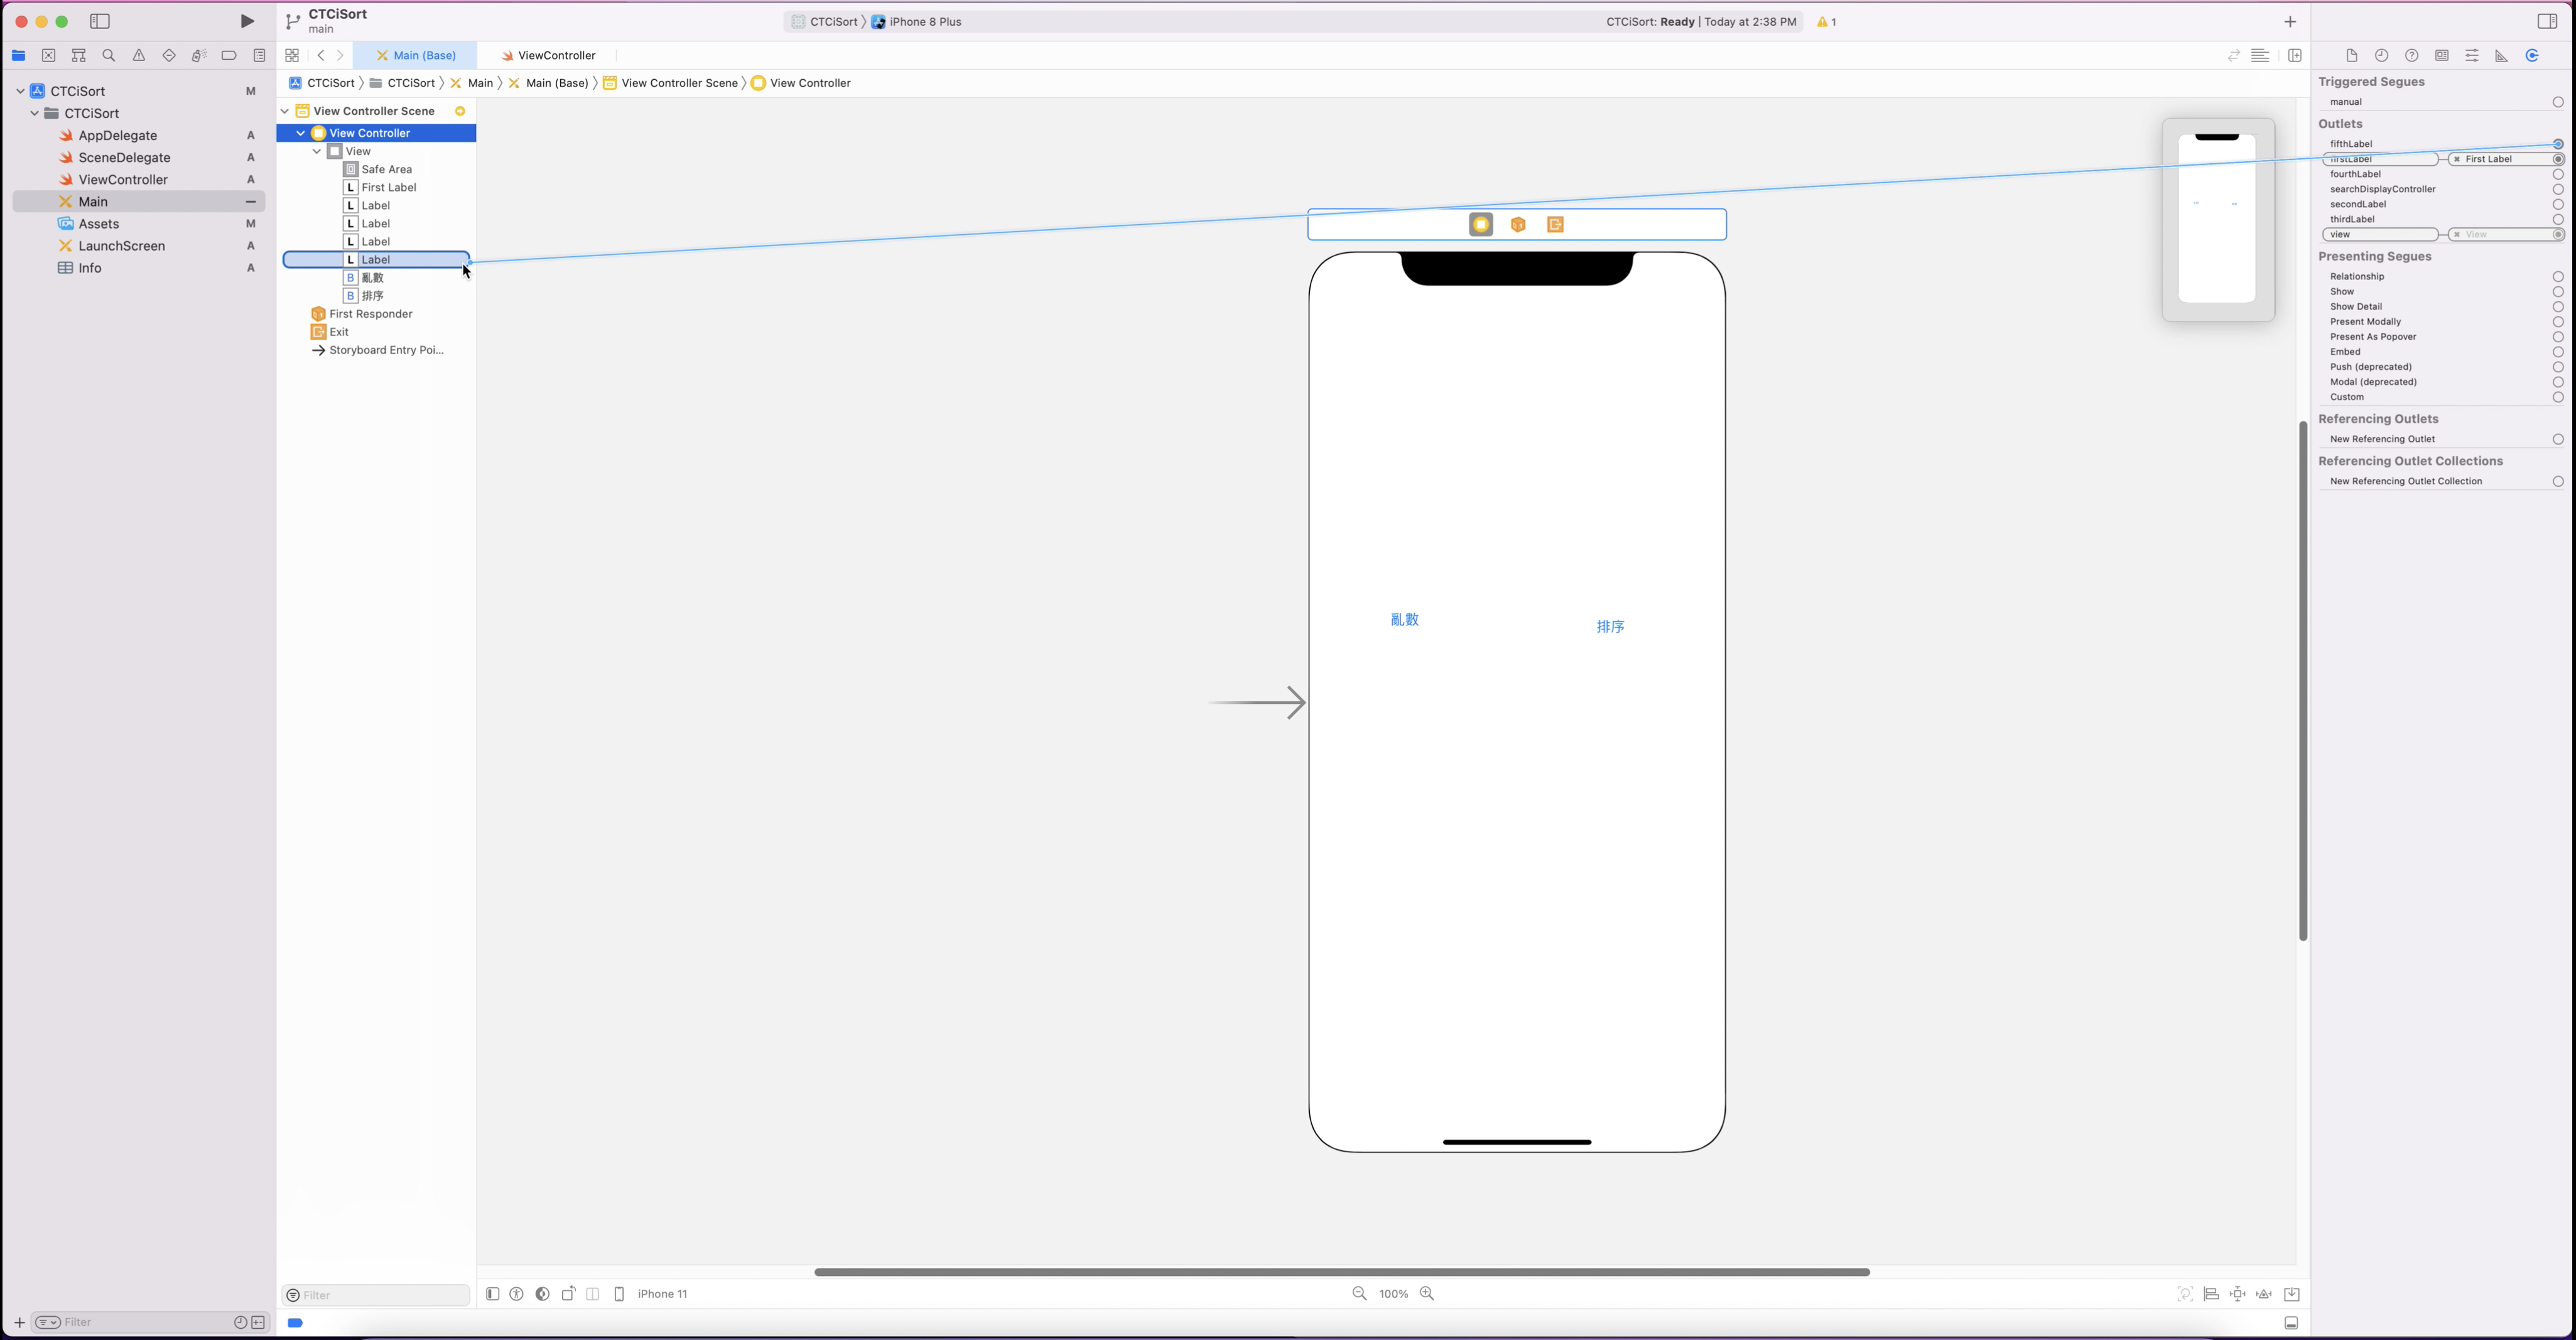 CTCiSort
main
CTCiSort
iPhone 8 Plus
CTCiSort: Ready | Today at 2:38 PM
1
Main (Base)
ViewController
CTCiSort
CTCiSort
Main
Main (Base)
View Controller Scene
View Controller
CTCiSort
M
CTCiSort
AppDelegate
A
SceneDelegate
A
ViewController
A
Main
Assets
M
LaunchScreen
A
Info
A
View Controller Scene
View Controller
View
Safe Area
L First Label
L Label
L Label
L Label
L Label
B 亂數
B 排序
First Responder
Exit
Storyboard Entry Poi...
亂數
排序
Triggered Segues
manual
Outlets
fifthLabel
firstLabel
First Label
fourthLabel
searchDisplayController
secondLabel
thirdLabel
view
View
Presenting Segues
Relationship
Show
Show Detail
Present Modally
Present As Popover
Embed
Push (deprecated)
Modal (deprecated)
Custom
Referencing Outlets
New Referencing Outlet
Referencing Outlet Collections
New Referencing Outlet Collection
Filter
iPhone 11
100%
Filter